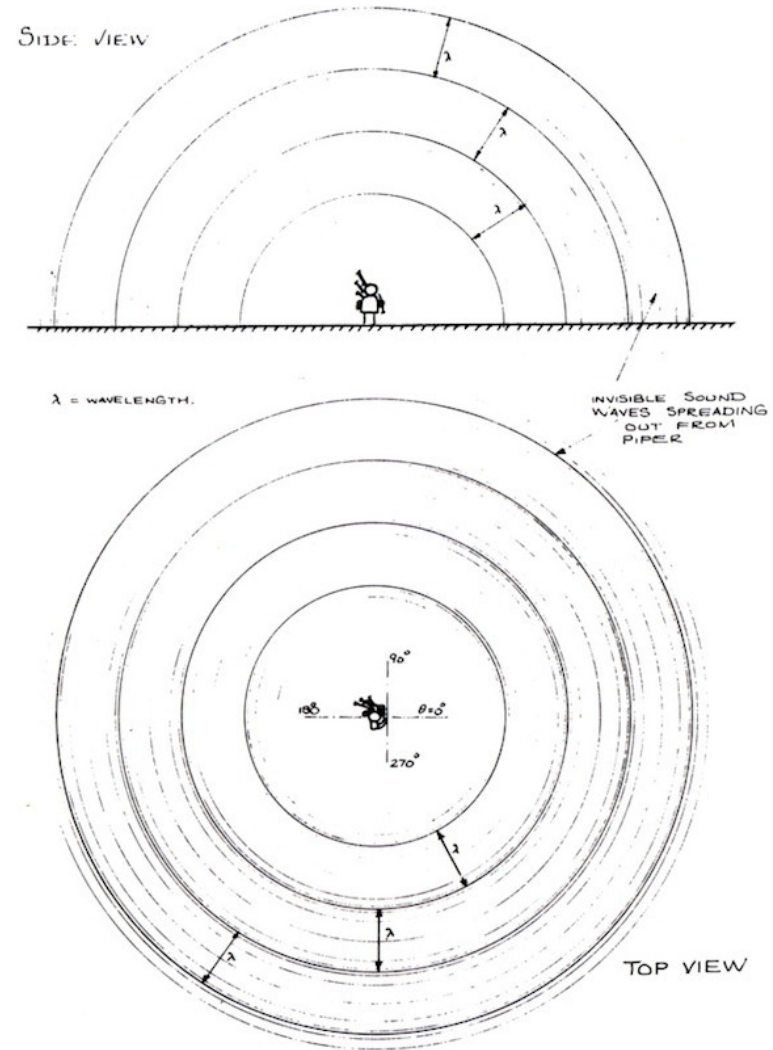 SIDE VIEW
λ
λ
λ
λ = WAVELENGTH.
INVISIBLE SOUND
WAVES SPREADING
OUT FROM
PIPER
90°
180 θ=0°
270°
λ
λ
λ
TOP VIEW